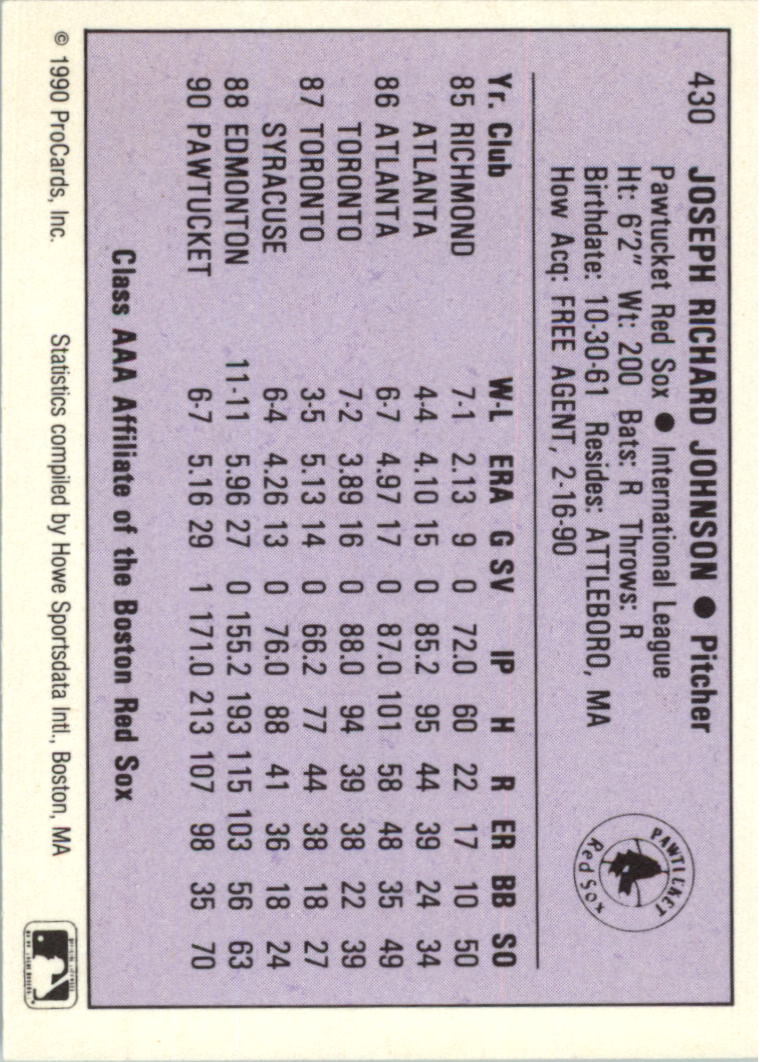 430 JOSEPH RICHARD JOHNSON ● Pitcher
Pawtucket Red Sox ● International League
Ht: 6'2" Wt: 200 Bats: R Throws: R
Birthdate: 10-30-61 Resides: ATTLEBORO, MA
How Acq: FREE AGENT, 2-16-90
PAWTUCKET
Red Sox
Yr. Club W-L ERA G SV IP H R ER BB SO
85 RICHMOND 7-1 2.13 9 0 72.0 60 22 17 10 50
ATLANTA 4-4 4.10 15 0 85.2 95 44 39 24 34
86 ATLANTA 6-7 4.97 17 0 87.0 101 58 48 35 49
TORONTO 7-2 3.89 16 0 88.0 94 39 38 22 39
87 TORONTO 3-5 5.13 14 0 66.2 77 44 38 18 27
SYRACUSE 6-4 4.26 13 0 76.0 88 41 36 18 24
88 EDMONTON 11-11 5.96 27 0 155.2 193 115 103 56 63
90 PAWTUCKET 6-7 5.16 29 1 171.0 213 107 98 35 70
Class AAA Affiliate of the Boston Red Sox
© 1990 ProCards, Inc. Statistics compiled by Howe Sportsdata Intl., Boston, MA